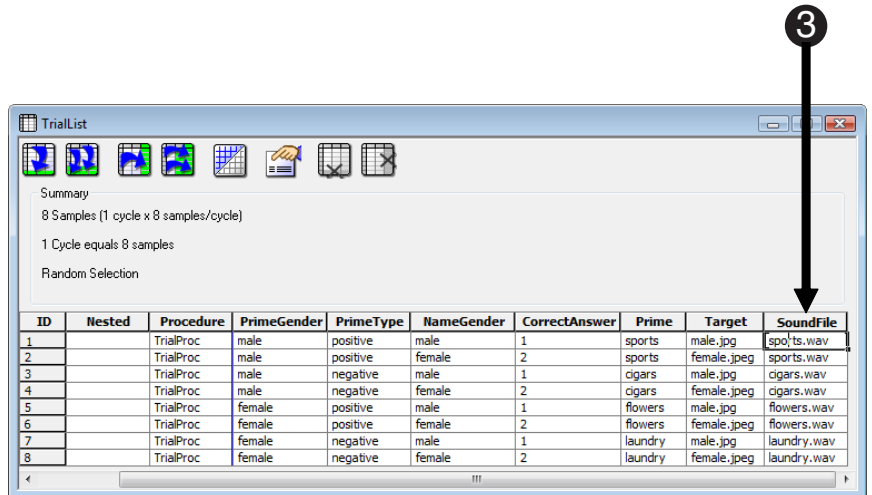 3
TrialList
Summary
8 Samples (1 cycle x 8 samples/cycle)
1 Cycle equals 8 samples
Random Selection
ID Nested Procedure PrimeGender PrimeType NameGender CorrectAnswer Prime Target SoundFile
1 TrialProc male positive male 1 sports male.jpg sports.wav
2 TrialProc male positive female 2 sports female.jpeg sports.wav
3 TrialProc male negative male 1 cigars male.jpg cigars.wav
4 TrialProc male negative female 2 cigars female.jpeg cigars.wav
5 TrialProc female positive male 1 flowers male.jpg flowers.wav
6 TrialProc female positive female 2 flowers female.jpeg flowers.wav
7 TrialProc female negative male 1 laundry male.jpg laundry.wav
8 TrialProc female negative female 2 laundry female.jpeg laundry.wav